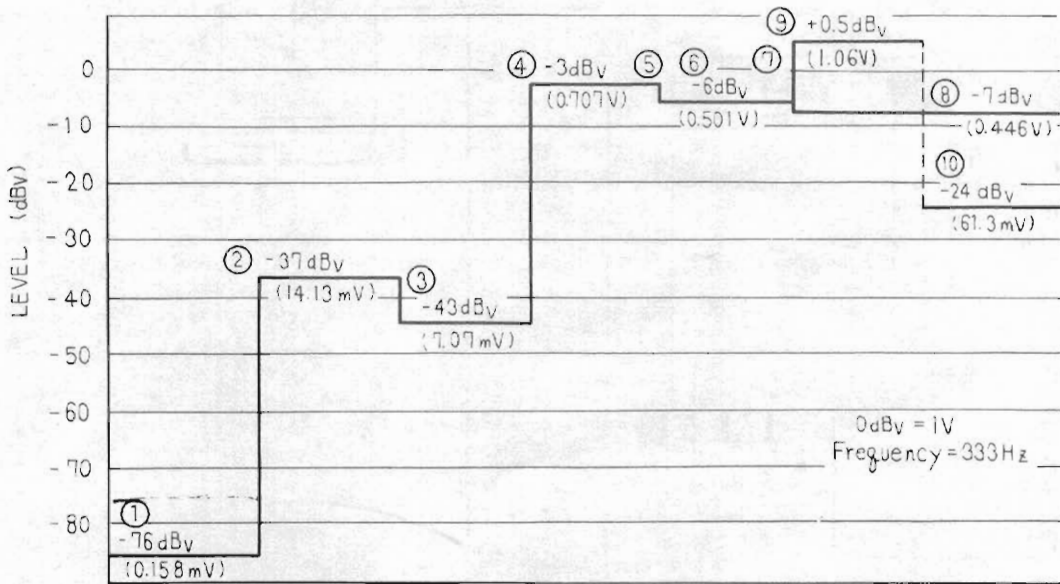 ⑨ +0.5dBv
(1.06V)
④ -3dBv ⑤ ⑥ ⑦
(0.707V)
-6dBv
(0.501V)
⑧ -7dBv
(0.446V)
⑩
-24 dBv
(61.3mV)
LEVEL (dBv)
0
-10
-20
-30
-40
-50
-60
-70
-80
② -37dBv
(14.13mV)
③
-43dBv
(7.07mV)
0dBv = 1V
Frequency = 333Hz
①
-76dBv
(0.158mV)